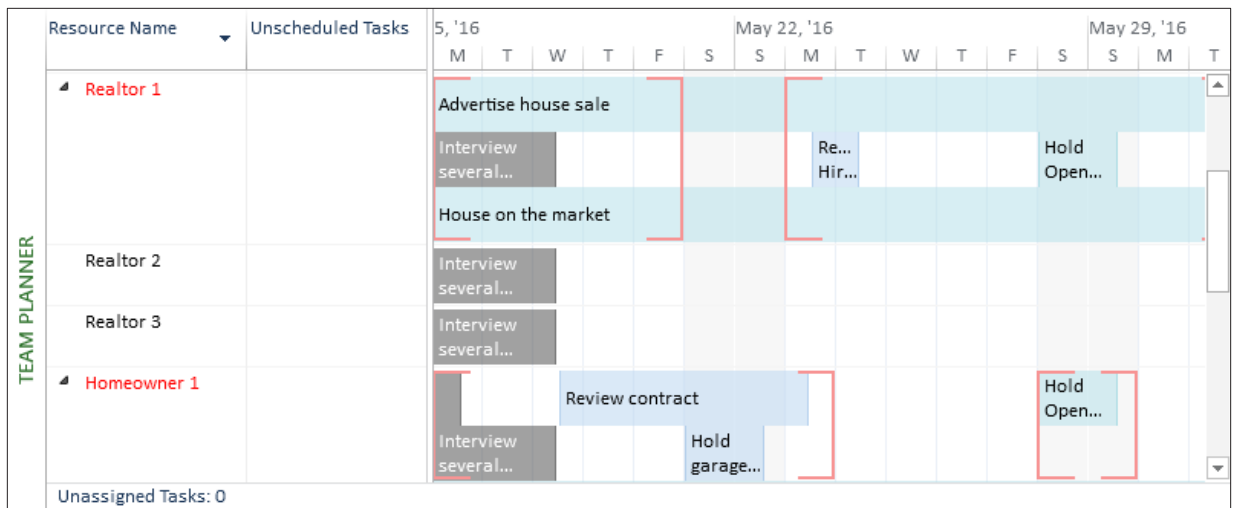 Resource Name
Unscheduled Tasks
5, '16
May 22, '16
May 29, '16
M T W T F S S M T W T F S S M T
Realtor 1
Advertise house sale
Interview
several...
Re...
Hir...
Hold
Open...
House on the market
Realtor 2
Interview
several...
Realtor 3
Interview
several...
Homeowner 1
Review contract
Hold
Open...
Interview
several...
Hold
garage...
TEAM PLANNER
Unassigned Tasks: 0